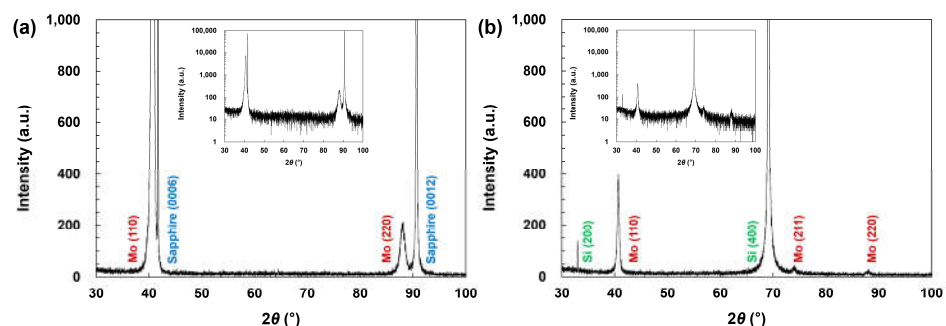 (a)
1,000
800
600
400
200
0
Intensity (a.u.)
30 40 50 60 70 80 90 100
2θ (°)
Mo (110)
Sapphire (0006)
Mo (220)
Sapphire (0012)
100,000
10,000
1,000
100
10
1
Intensity (a.u.)
30 40 50 60 70 80 90 100
2θ (°)
(b)
1,000
800
600
400
200
0
Intensity (a.u.)
30 40 50 60 70 80 90 100
2θ (°)
Si (200)
Mo (110)
Si (400)
Mo (211)
Mo (220)
100,000
10,000
1,000
100
10
1
Intensity (a.u.)
30 40 50 60 70 80 90 100
2θ (°)